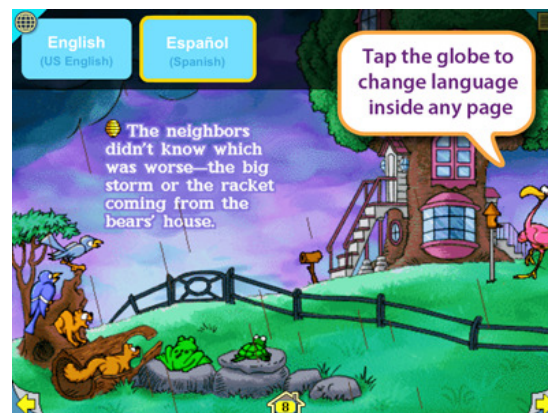 English
(US English)
Español
(Spanish)
Tap the globe to
change language
inside any page
The neighbors
didn't know which
was worse—the big
storm or the racket
coming from the
bears' house.
8